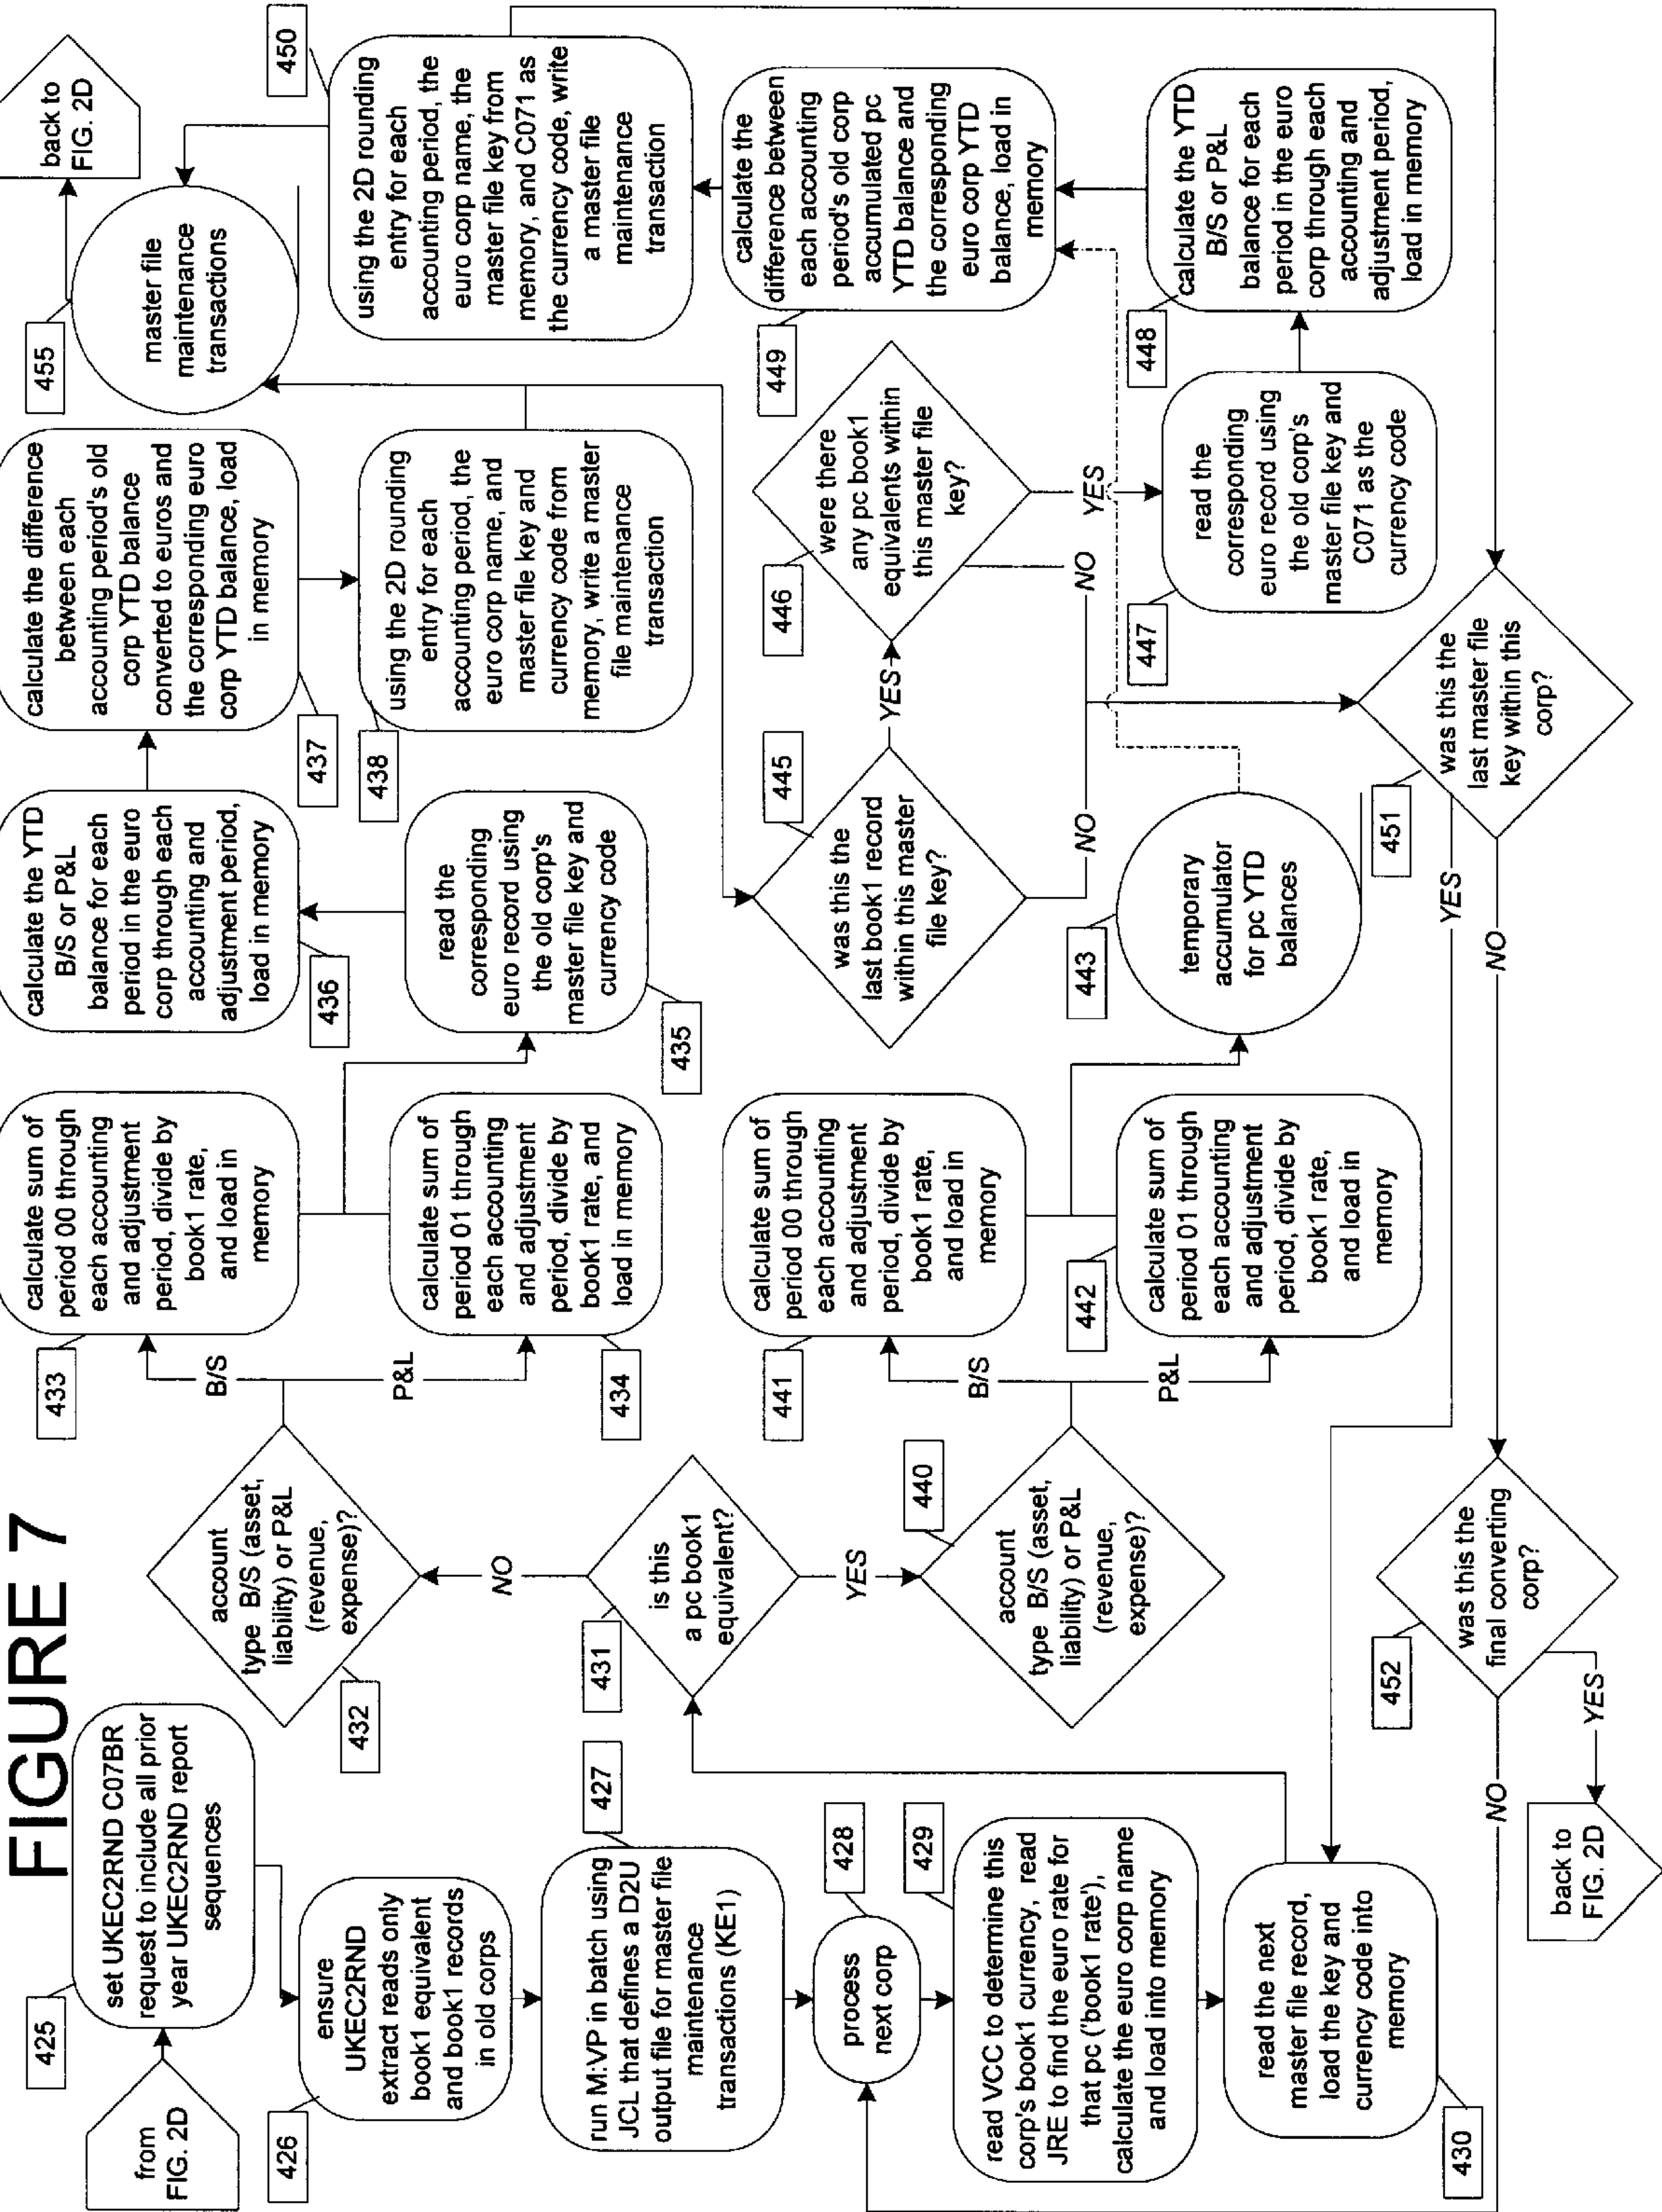 FIGURE 7
from
FIG. 2D
425
set UKEC2RND C07BR
request to include all prior
year UKEC2RND report
sequences
426
ensure
UKEC2RND
extract reads only
book1 equivalent
and book1 records
in old corps
427
run M:VP in batch using
JCL that defines a D2U
output file for master file
maintenance
transactions (KE1)
428
process
next corp
429
read VCC to determine this
corp's book1 currency, read
JRE to find the euro rate for
that pc ('book1 rate'),
calculate the euro corp name
and load into memory
430
read the next
master file record,
load the key and
currency code into
memory
431
is this
a pc book1
equivalent?
NO
YES
432
account
type B/S (asset,
liability) or P&L
(revenue,
expense)?
B/S
P&L
433
calculate sum of
period 00 through
each accounting
and adjustment
period, divide by
book1 rate,
and load in
memory
434
calculate sum of
period 01 through
each accounting
and adjustment
period, divide by
book1 rate, and
load in memory
435
read the
corresponding
euro record using
the old corp's
master file key and
currency code
436
calculate the YTD
B/S or P&L
balance for each
period in the euro
corp through each
accounting and
adjustment period,
load in memory
437
calculate the difference
between each
accounting period's old
corp YTD balance
converted to euros and
the corresponding euro
corp YTD balance, load
in memory
438
using the 2D rounding
entry for each
accounting period, the
euro corp name, and
master file key and
currency code from
memory, write a master
file maintenance
transaction
440
account
type B/S (asset,
liability) or P&L
(revenue,
expense)?
B/S
P&L
441
calculate sum of
period 00 through
each accounting
and adjustment
period, divide by
book1 rate,
and load in
memory
442
calculate sum of
period 01 through
each accounting
and adjustment
period, divide by
book1 rate,
and load in
memory
443
temporary
accumulator
for pc YTD
balances
445
was this the
last book1 record
within this master
file key?
YES
NO
446
were there
any pc book1
equivalents within
this master file
key?
YES
NO
447
read the
corresponding
euro record using
the old corp's
master file key and
C071 as the
currency code
448
calculate the YTD
B/S or P&L
balance for each
period in the euro
corp through each
accounting and
adjustment period,
load in memory
449
calculate the
difference between
each accounting
period's old corp
accumulated pc
YTD balance and
the corresponding
euro corp YTD
balance, load in
memory
450
using the 2D rounding
entry for each
accounting period, the
euro corp name, the
master file key from
memory, and C071 as
the currency code, write
a master file
maintenance
transaction
455
master file
maintenance
transactions
back to
FIG. 2D
451
was this the
last master file
key within this
corp?
YES
NO
452
was this the
final converting
corp?
NO
YES
back to
FIG. 2D